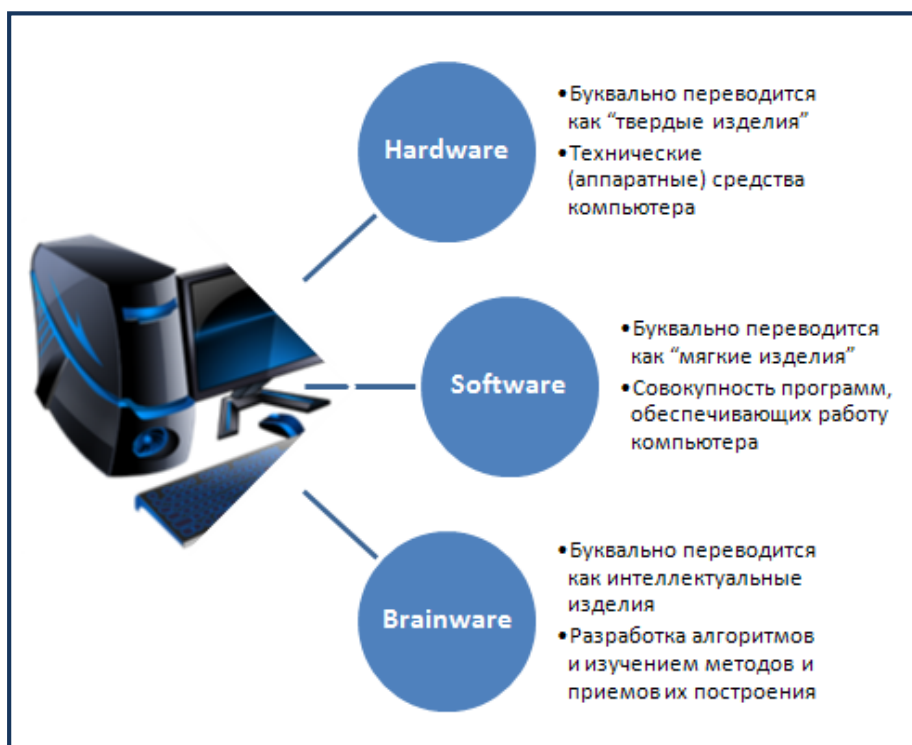 Hardware
•Буквально переводится
как “твердые изделия”
•Технические
(аппаратные) средства
компьютера
Software
•Буквально переводится
как “мягкие изделия”
•Совокупность программ,
обеспечивающих работу
компьютера
Brainware
•Буквально переводится
как интеллектуальные
изделия
•Разработка алгоритмов
и изучением методов и
приемов их построения